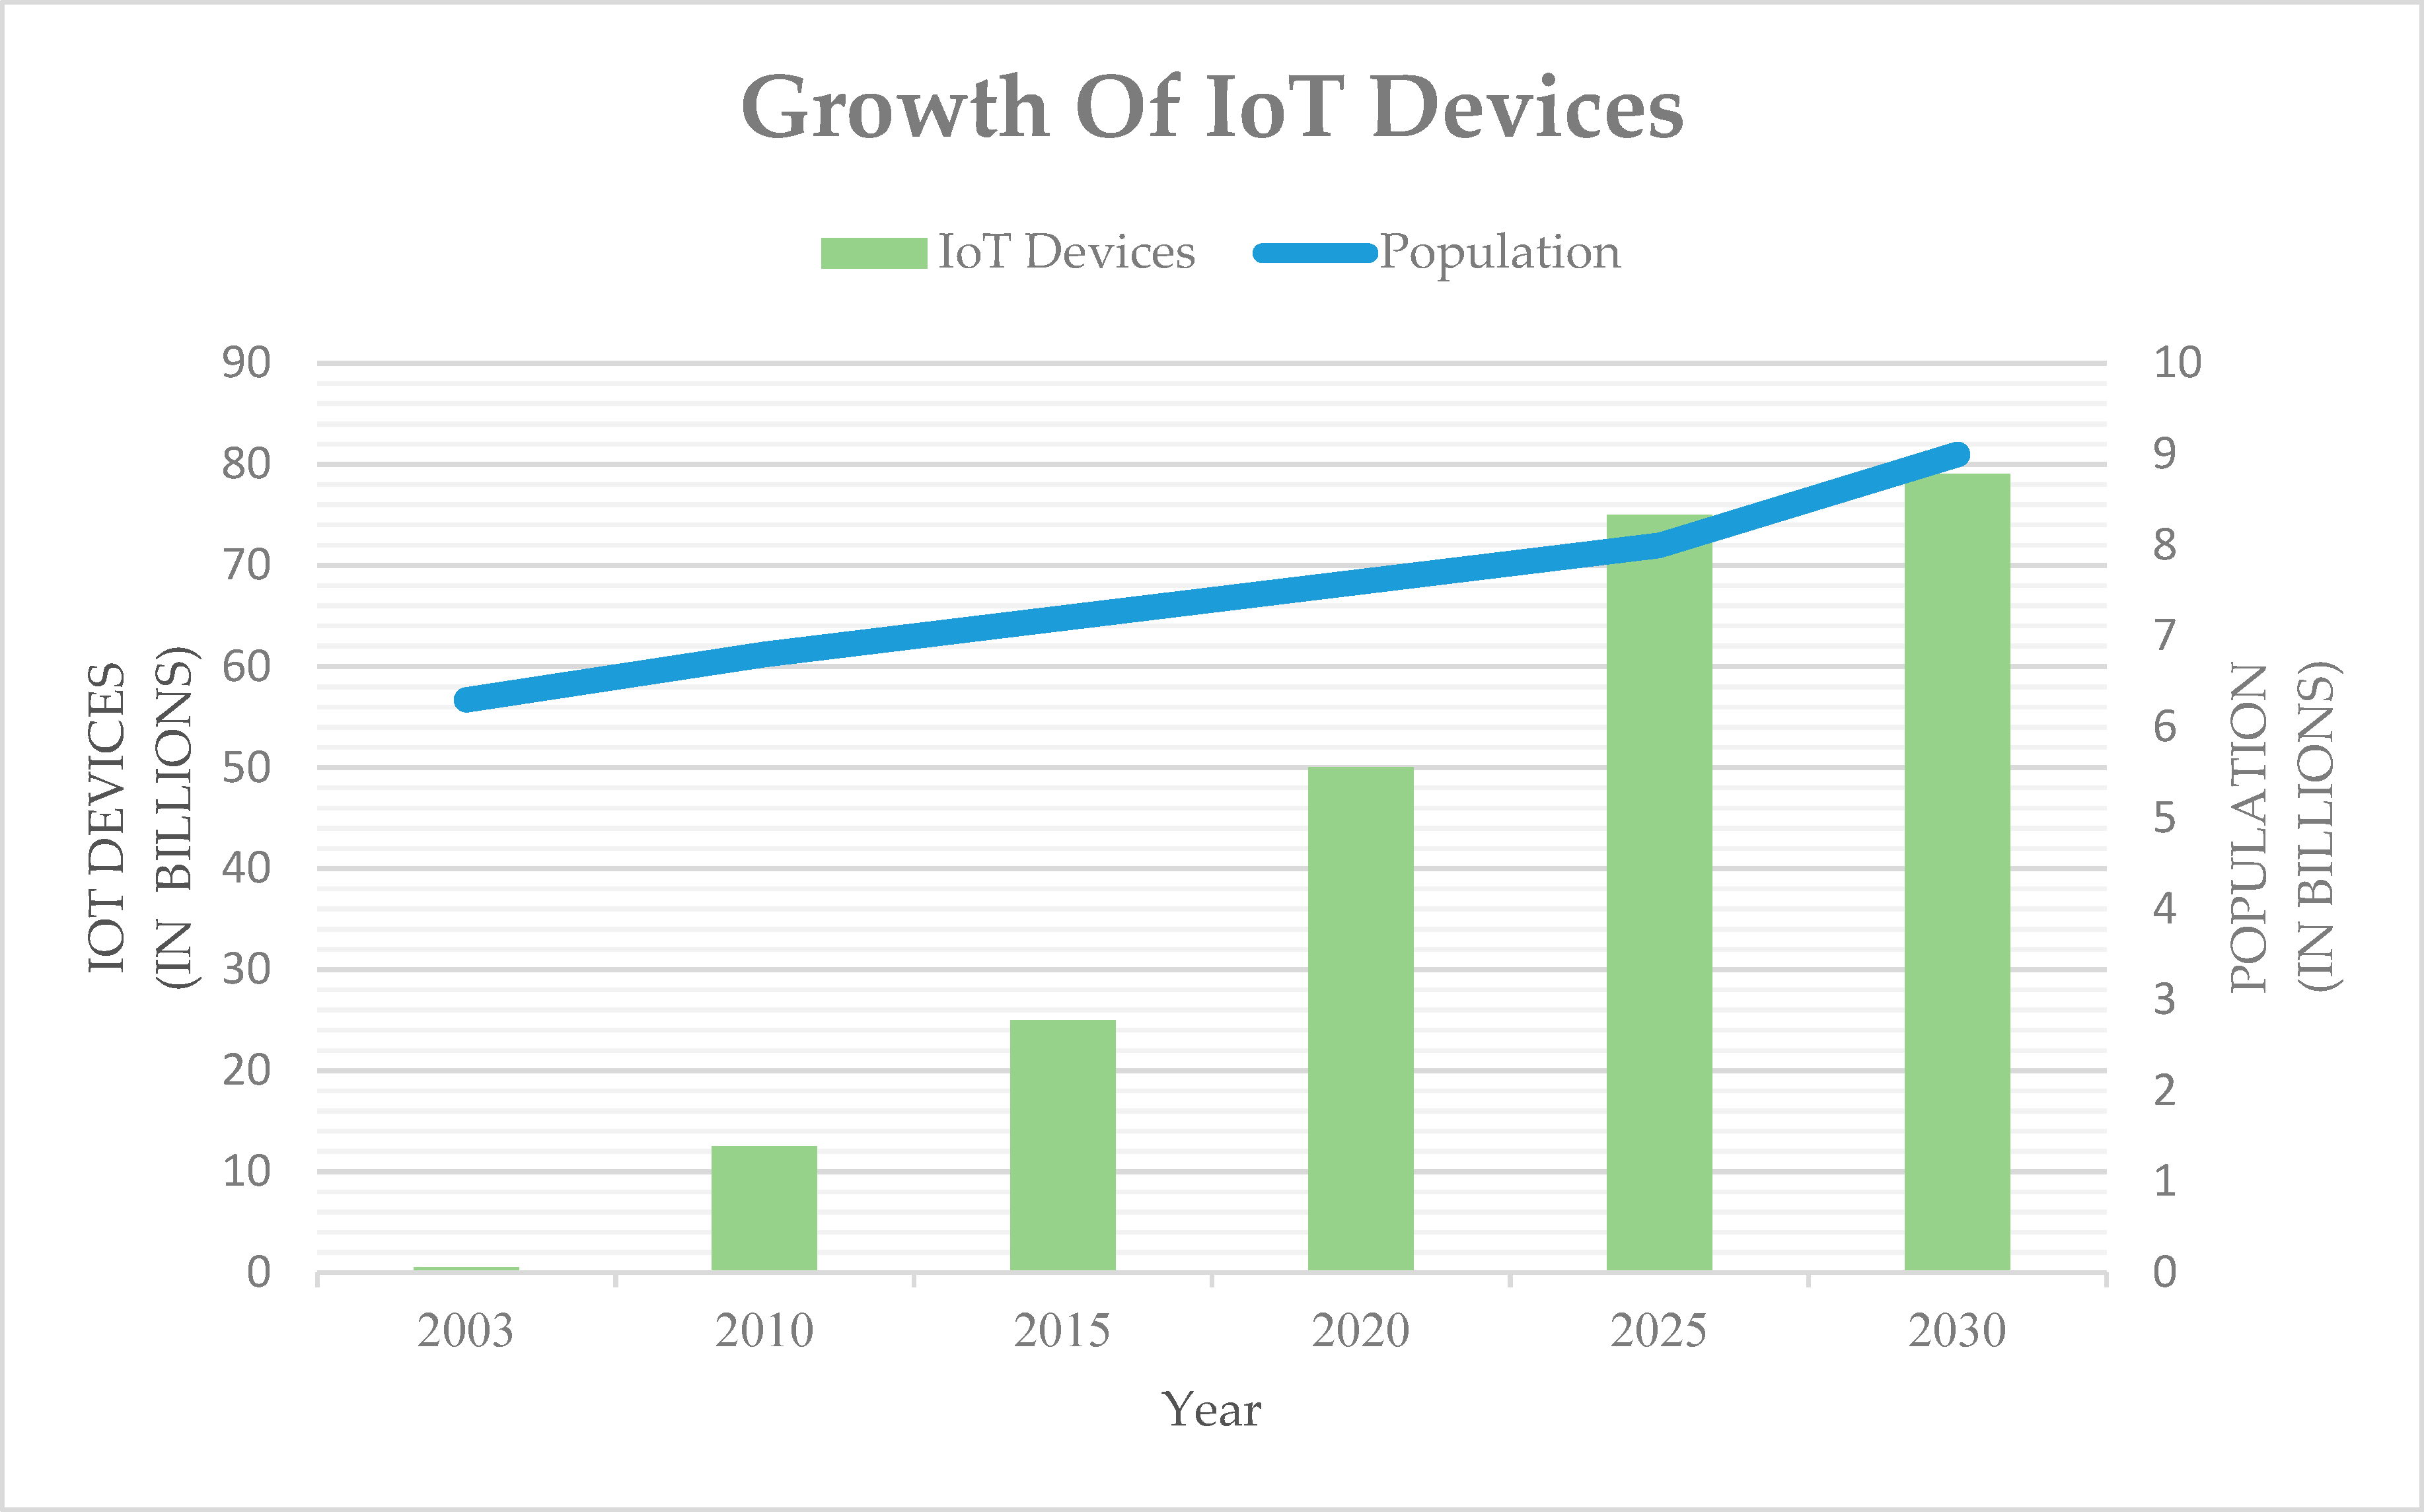 Growth Of IoT Devices
IoT Devices
Population
90
80
70
60
50
40
30
20
10
0
IOT DEVICES
(IN BILLIONS)
10
9
8
7
6
5
4
3
2
1
0
POPULATION
(IN BILLIONS)
2003 2010 2015 2020 2025 2030
Year